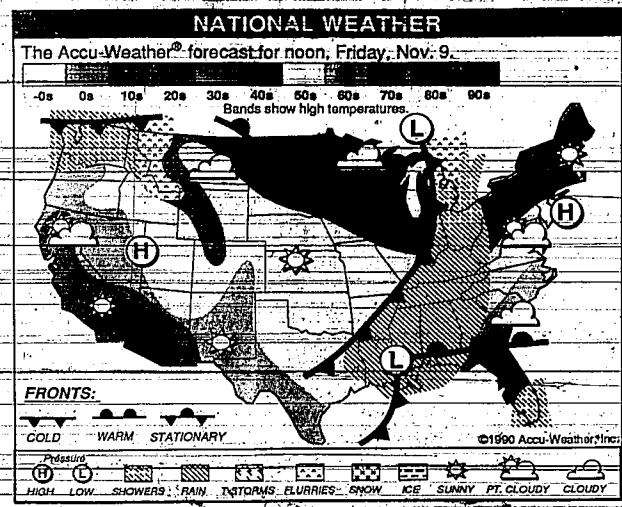 NATIONAL WEATHER
The Accu-Weather® forecast for noon, Friday, Nov. 9.
-0s 0s 10s 20s 30s 40s 50s 60s 70s 80s 90s
Bands show high temperatures.
L
H
H
L
FRONTS:
COLD WARM STATIONARY
©1990 Accu-Weather, Inc.
Pressure
H L
HIGH LOW SHOWERS RAIN T-STORMS FLURRIES SNOW ICE SUNNY PT. CLOUDY CLOUDY